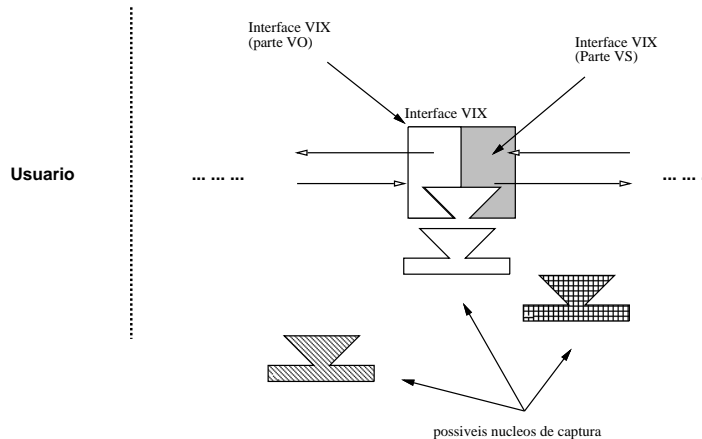 Interface VIX
(parte VO)
Interface VIX
(Parte VS)
Interface VIX
Usuario
... ... ...
... ...
possiveis nucleos de captura